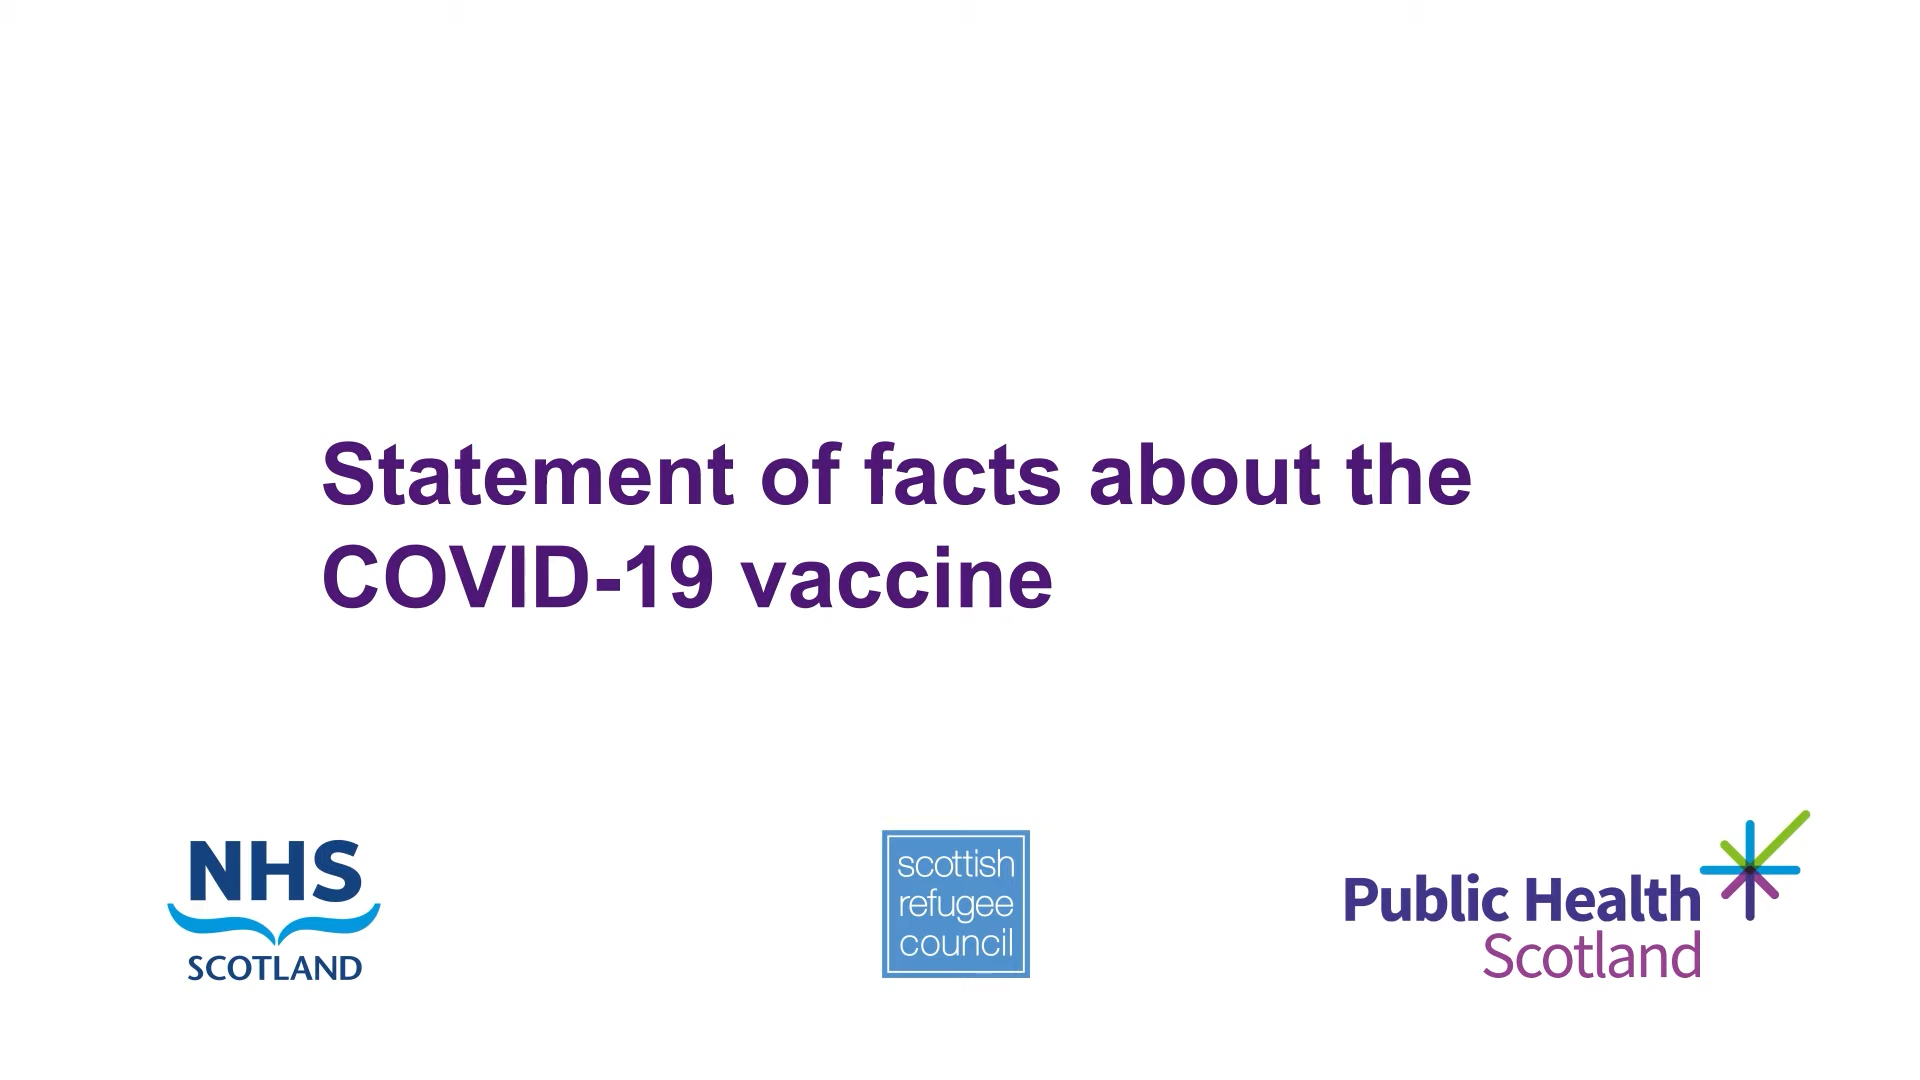 Statement of facts about the
COVID-19 vaccine
NHS
SCOTLAND
scottish
refugee
council
Public Health
Scotland